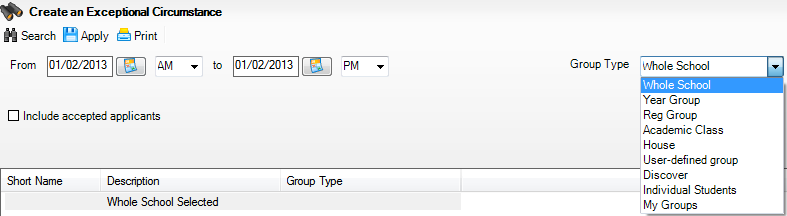 Create an Exceptional Circumstance
Search Apply Print
From 01/02/2013 AM to 01/02/2013 PM Group Type Whole School
Whole School
Year Group
Reg Group
Academic Class
House
User-defined group
Discover
Individual Students
My Groups
Include accepted applicants
Short Name Description Group Type
Whole School Selected